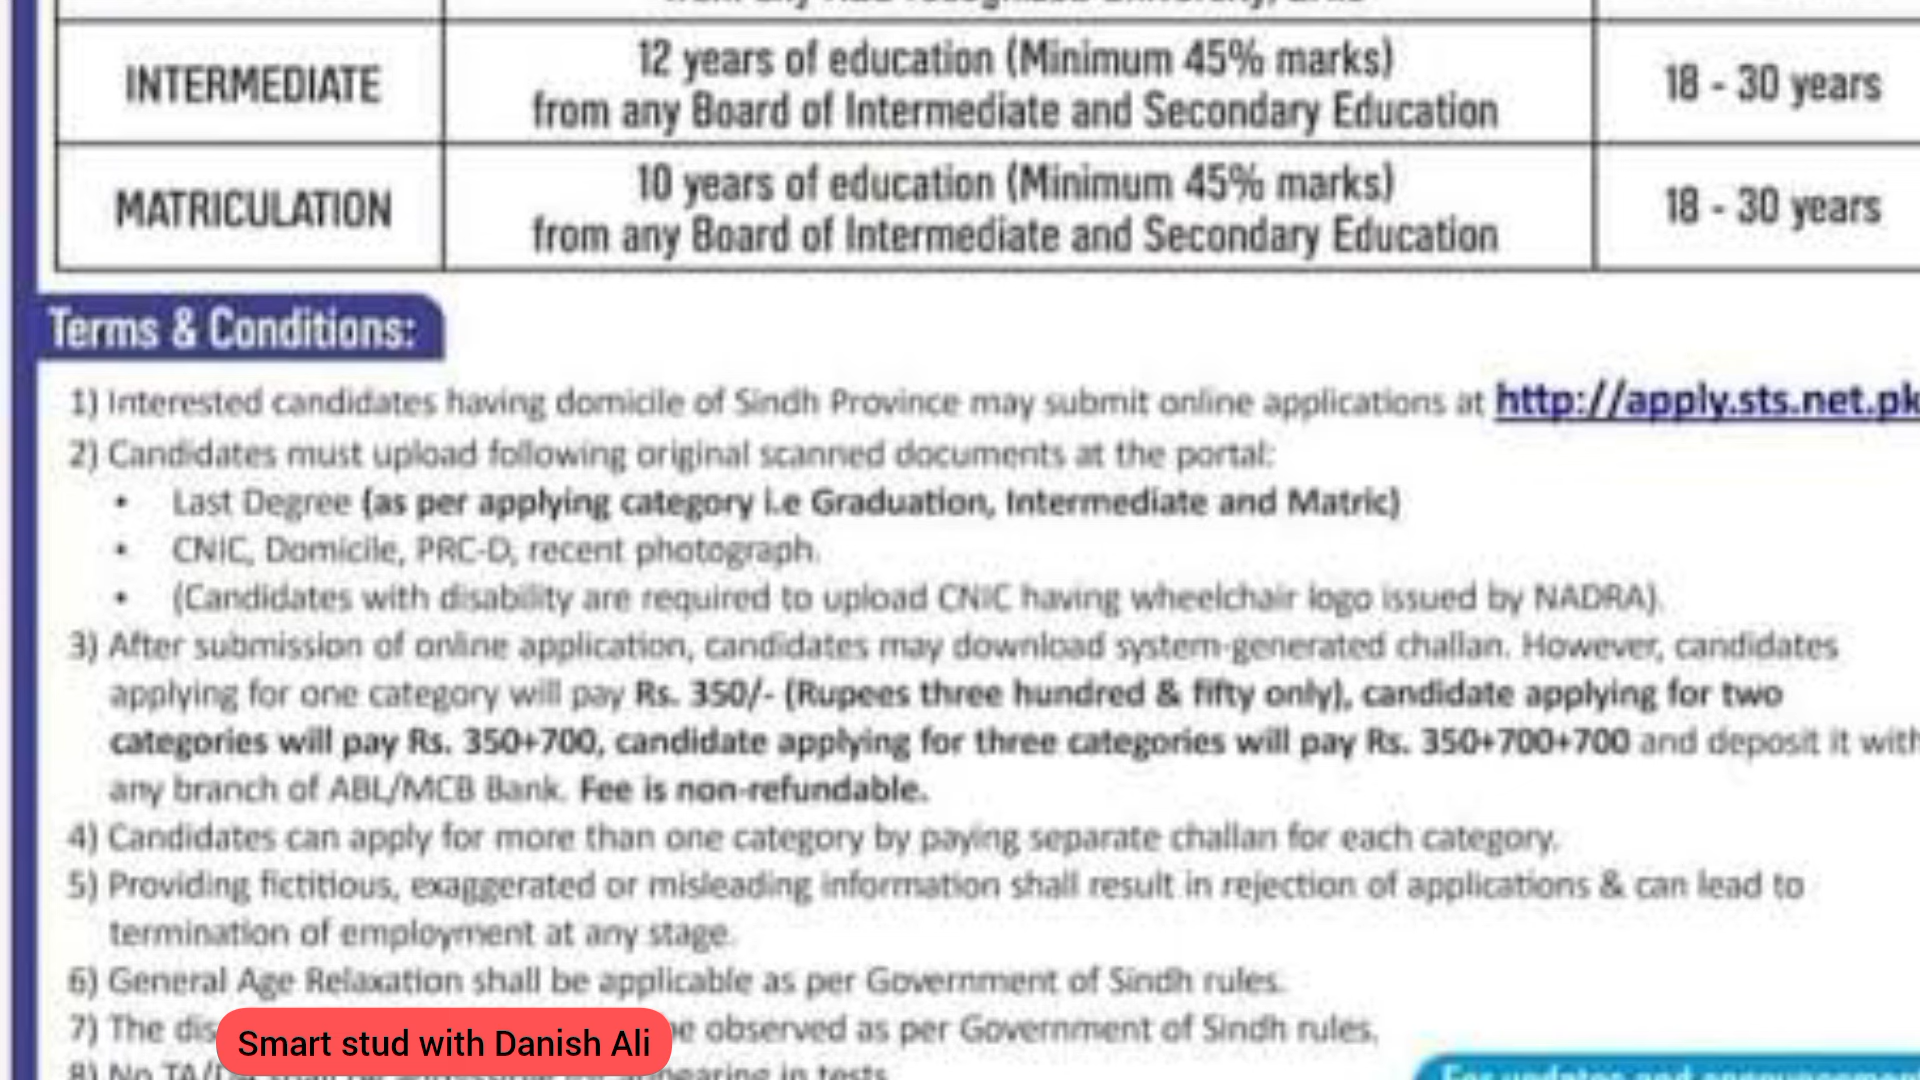 INTERMEDIATE
12 years of education (Minimum 45% marks)
from any Board of Intermediate and Secondary Education
18 - 30 years
MATRICULATION
10 years of education (Minimum 45% marks)
from any Board of Intermediate and Secondary Education
18 - 30 years
Terms & Conditions:
1) Interested candidates having domicile of Sindh Province may submit online applications at http://apply.sts.net.pk
2) Candidates must upload following original scanned documents at the portal:
• Last Degree (as per applying category i.e Graduation, Intermediate and Matric)
• CNIC, Domicile, PRC-D, recent photograph.
• (Candidates with disability are required to upload CNIC having wheelchair logo issued by NADRA).
3) After submission of online application, candidates may download system-generated challan. However, candidates
applying for one category will pay Rs. 350/- (Rupees three hundred & fifty only), candidate applying for two
categories will pay Rs. 350+700, candidate applying for three categories will pay Rs. 350+700+700 and deposit it with
any branch of ABL/MCB Bank. Fee is non-refundable.
4) Candidates can apply for more than one category by paying separate challan for each category.
5) Providing fictitious, exaggerated or misleading information shall result in rejection of applications & can lead to
termination of employment at any stage.
6) General Age Relaxation shall be applicable as per Government of Sindh rules.
7) The observed as per Government of Sindh rules.
Smart stud with Danish Ali
8) No in tests
For updates and